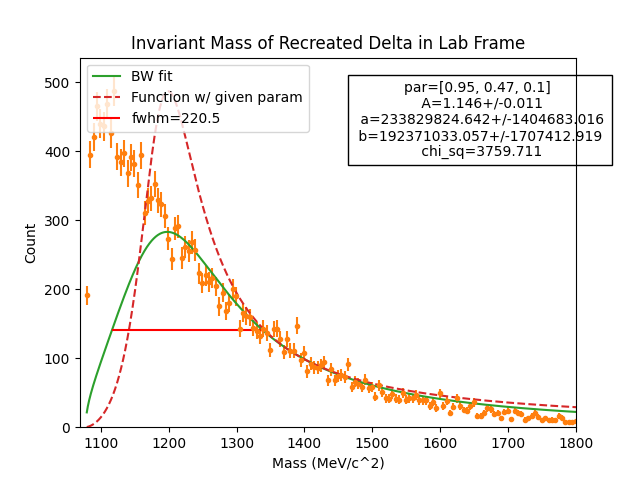 Invariant Mass of Recreated Delta in Lab Frame
BW fit
Function w/ given param
fwhm=220.5
par=[0.95, 0.47, 0.1]
A=1.146+/-0.011
a=233829824.642+/-1404683.016
b=192371033.057+/-1707412.919
chi_sq=3759.711
Count
500
400
300
200
100
0
1100 1200 1300 1400 1500 1600 1700 1800
Mass (MeV/c^2)